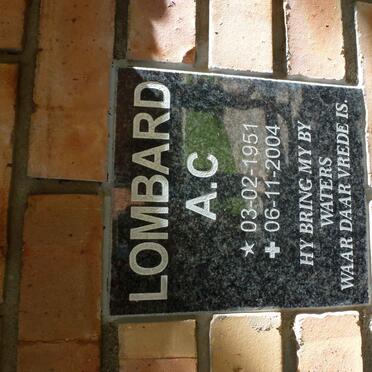 LOMBARD
A.C
★ 03-02-1951
✚ 06-11-2004
HY BRING MY BY
WATERS
WAAR DAAR VREDE IS.